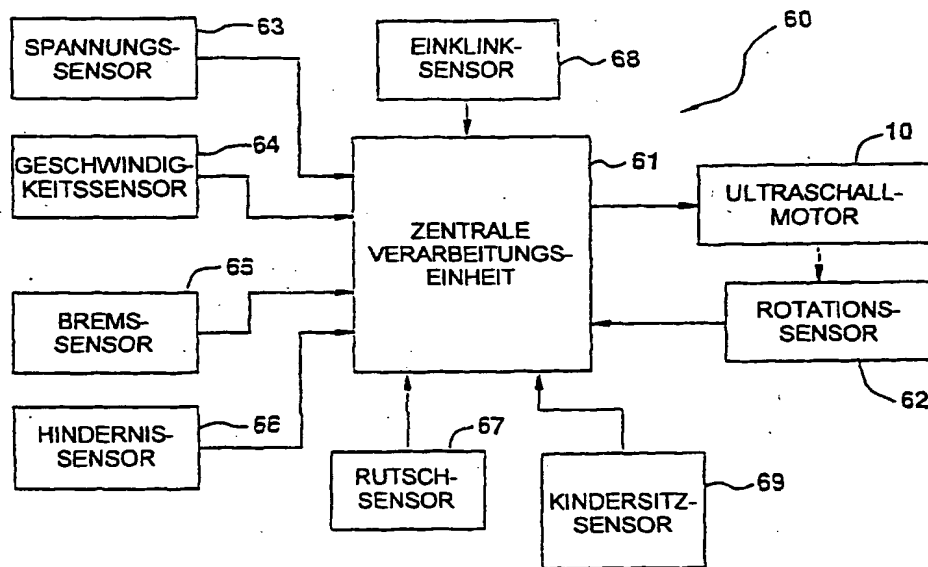 63
SPANNUNGS-
SENSOR
EINKLINK-
SENSOR
68
60
64
GESCHWINDIG-
KEITSSENSOR
61
ZENTRALE
VERARBEITUNGS-
EINHEIT
10
ULTRASCHALL-
MOTOR
65
BREMS-
SENSOR
ROTATIONS-
SENSOR
62
66
HINDERNIS-
SENSOR
67
RUTSCH-
SENSOR
KINDERSITZ-
SENSOR
69